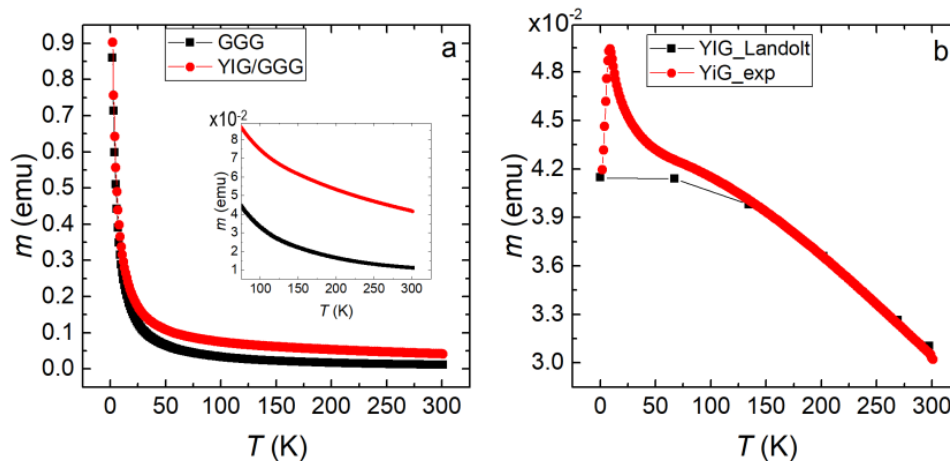 a
GGG
YIG/GGG
0.9
0.8
0.7
0.6
0.5
0.4
0.3
0.2
0.1
0.0
m (emu)
0 50 100 150 200 250 300
T (K)
x10⁻²
8
7
6
5
4
3
2
1
m (emu)
100 150 200 250 300
T (K)
b
x10⁻²
YIG_Landolt
YiG_exp
4.8
4.5
4.2
3.9
3.6
3.3
3.0
m (emu)
0 50 100 150 200 250 300
T (K)